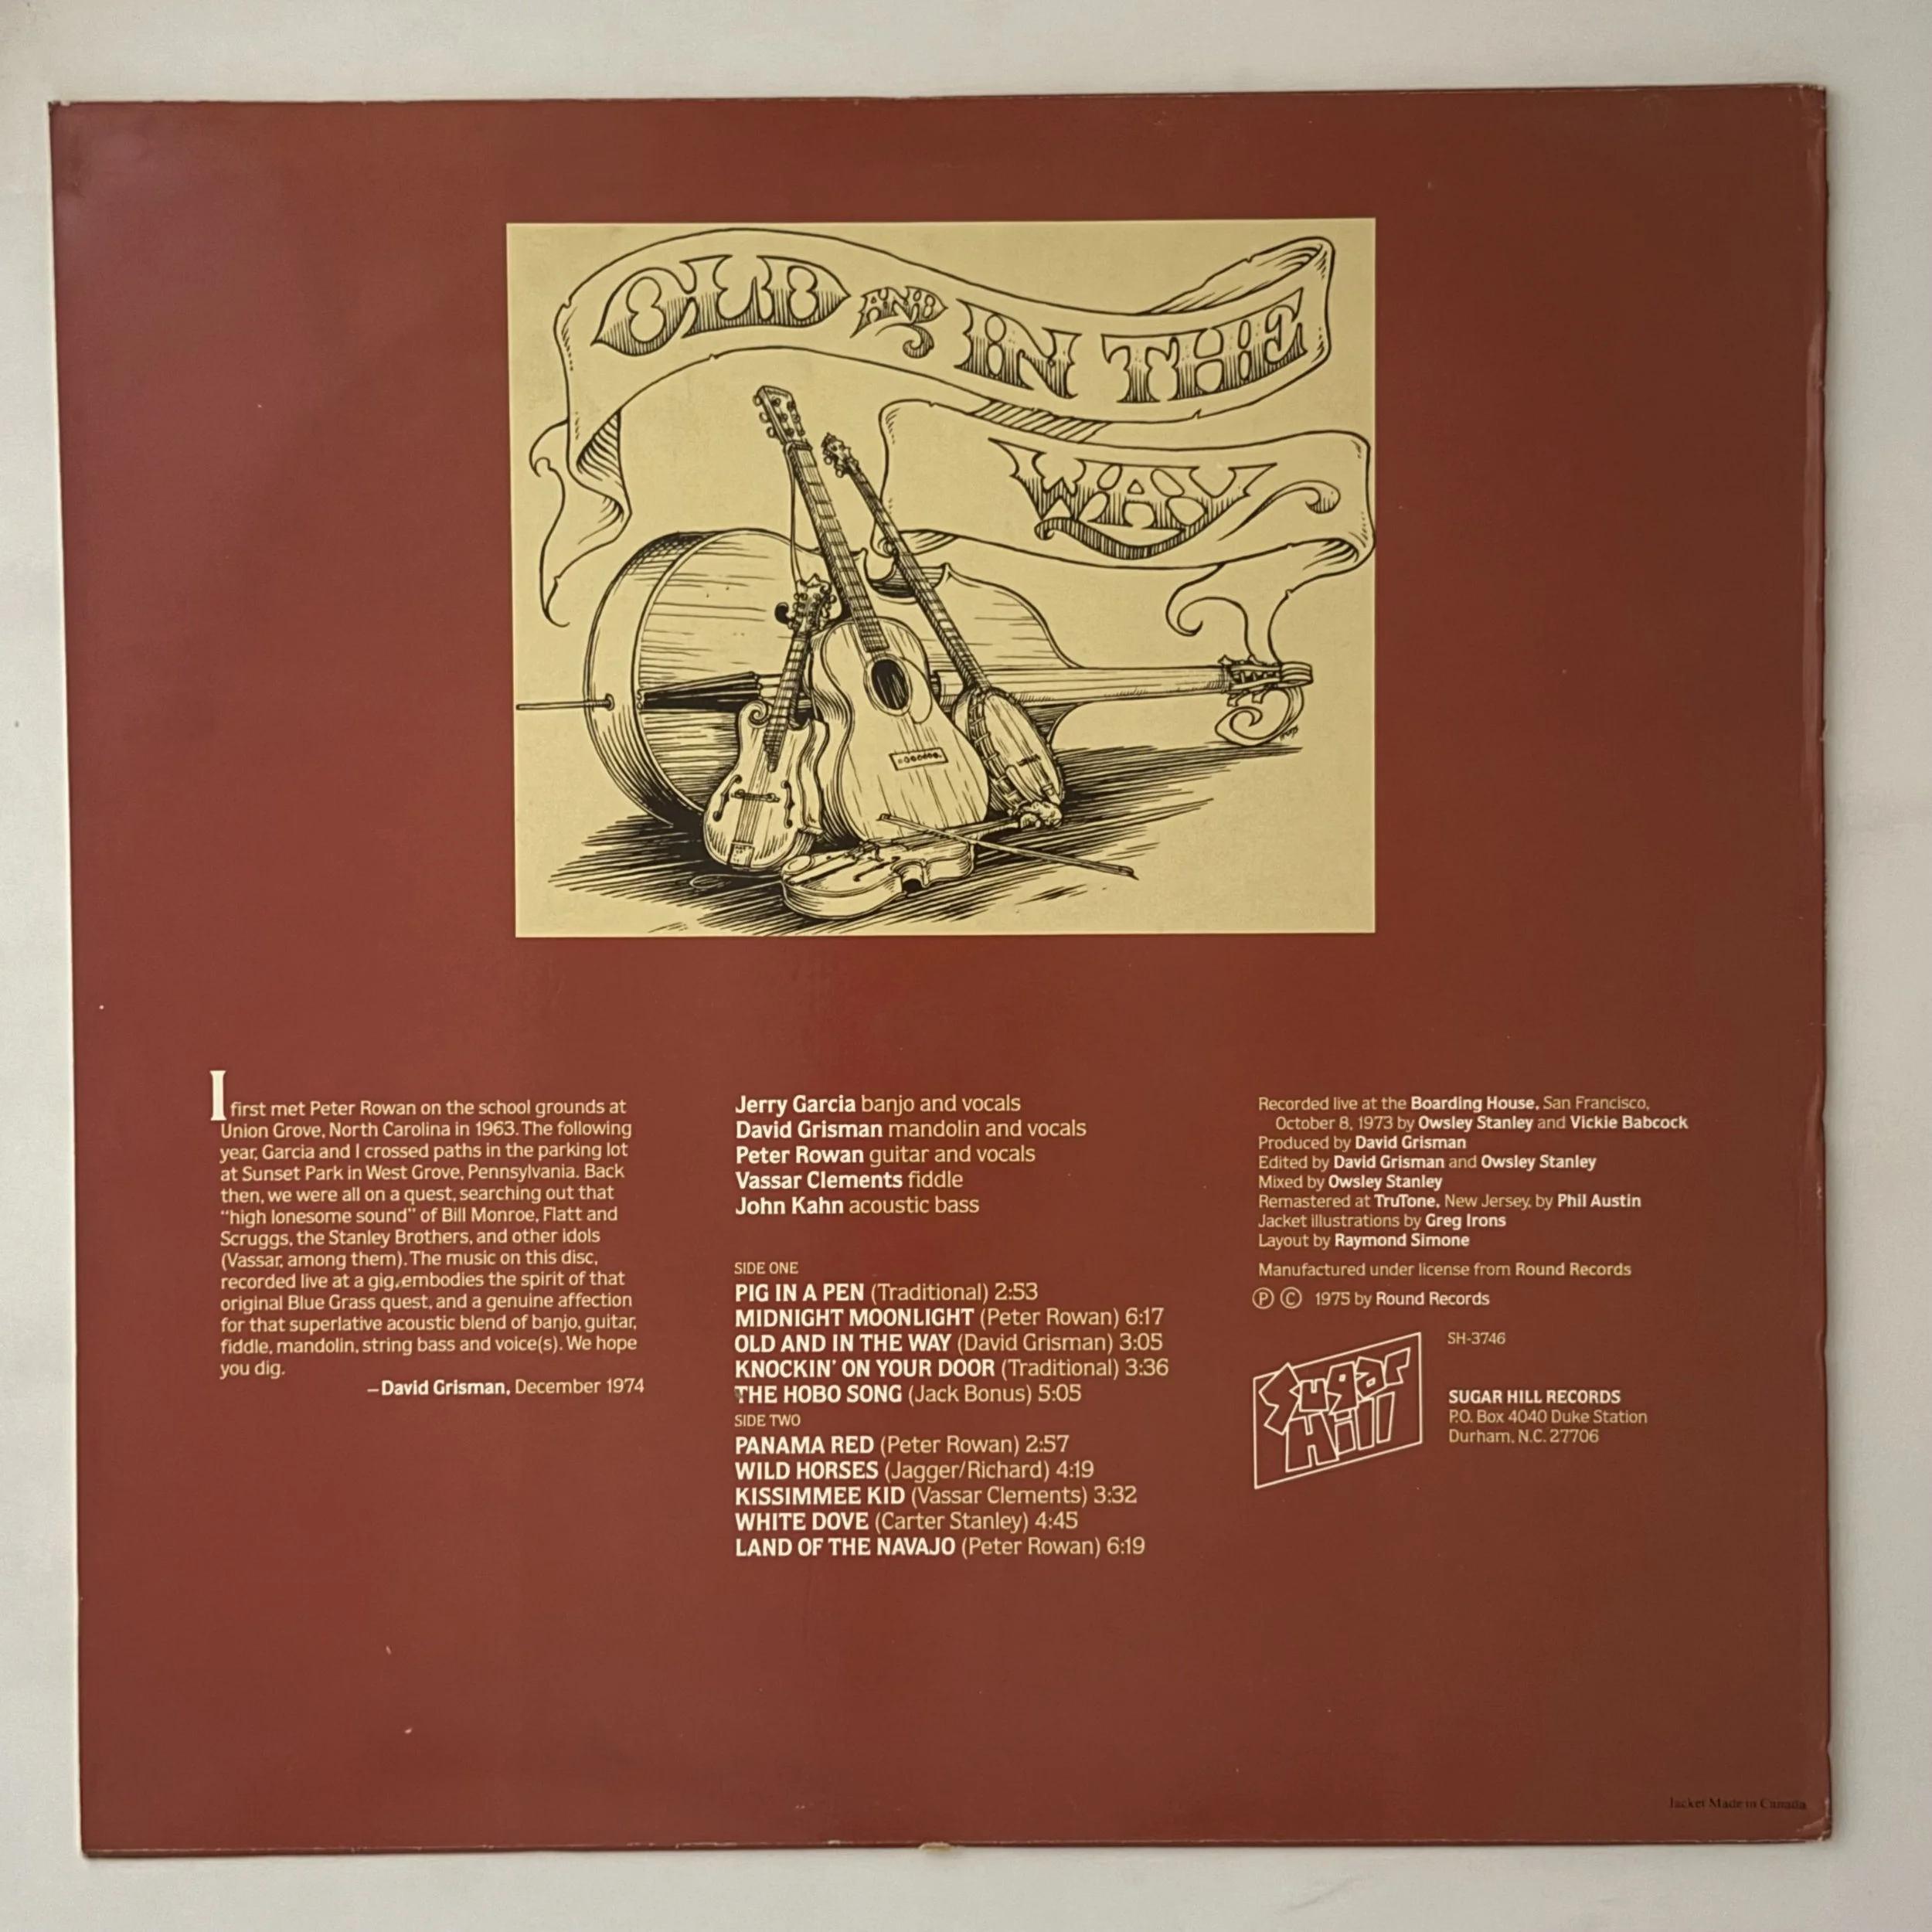 OLD AND IN THE
WAY
I first met Peter Rowan on the school grounds at
Union Grove, North Carolina in 1963. The following
year, Garcia and I crossed paths in the parking lot
at Sunset Park in West Grove, Pennsylvania. Back
then, we were all on a quest, searching out that
"high lonesome sound" of Bill Monroe, Flatt and
Scruggs, the Stanley Brothers, and other idols
(Vassar, among them). The music on this disc,
recorded live at a gig, embodies the spirit of that
original Blue Grass quest, and a genuine affection
for that superlative acoustic blend of banjo, guitar,
fiddle, mandolin, string bass and voice(s). We hope
you dig.
—David Grisman, December 1974
Jerry Garcia banjo and vocals
David Grisman mandolin and vocals
Peter Rowan guitar and vocals
Vassar Clements fiddle
John Kahn acoustic bass
SIDE ONE
PIG IN A PEN (Traditional) 2:53
MIDNIGHT MOONLIGHT (Peter Rowan) 6:17
OLD AND IN THE WAY (David Grisman) 3:05
KNOCKIN' ON YOUR DOOR (Traditional) 3:36
THE HOBO SONG (Jack Bonus) 5:05
SIDE TWO
PANAMA RED (Peter Rowan) 2:57
WILD HORSES (Jagger/Richard) 4:19
KISSIMMEE KID (Vassar Clements) 3:32
WHITE DOVE (Carter Stanley) 4:45
LAND OF THE NAVAJO (Peter Rowan) 6:19
Recorded live at the Boarding House, San Francisco,
October 8, 1973 by Owsley Stanley and Vickie Babcock
Produced by David Grisman
Edited by David Grisman and Owsley Stanley
Mixed by Owsley Stanley
Remastered at TruTone, New Jersey, by Phil Austin
Jacket illustrations by Greg Irons
Layout by Raymond Simone
Manufactured under license from Round Records
Ⓟ © 1975 by Round Records
SH-3746
Sugar
Hill
SUGAR HILL RECORDS
P.O. Box 4040 Duke Station
Durham, N.C. 27706
Jacket Made in Canada